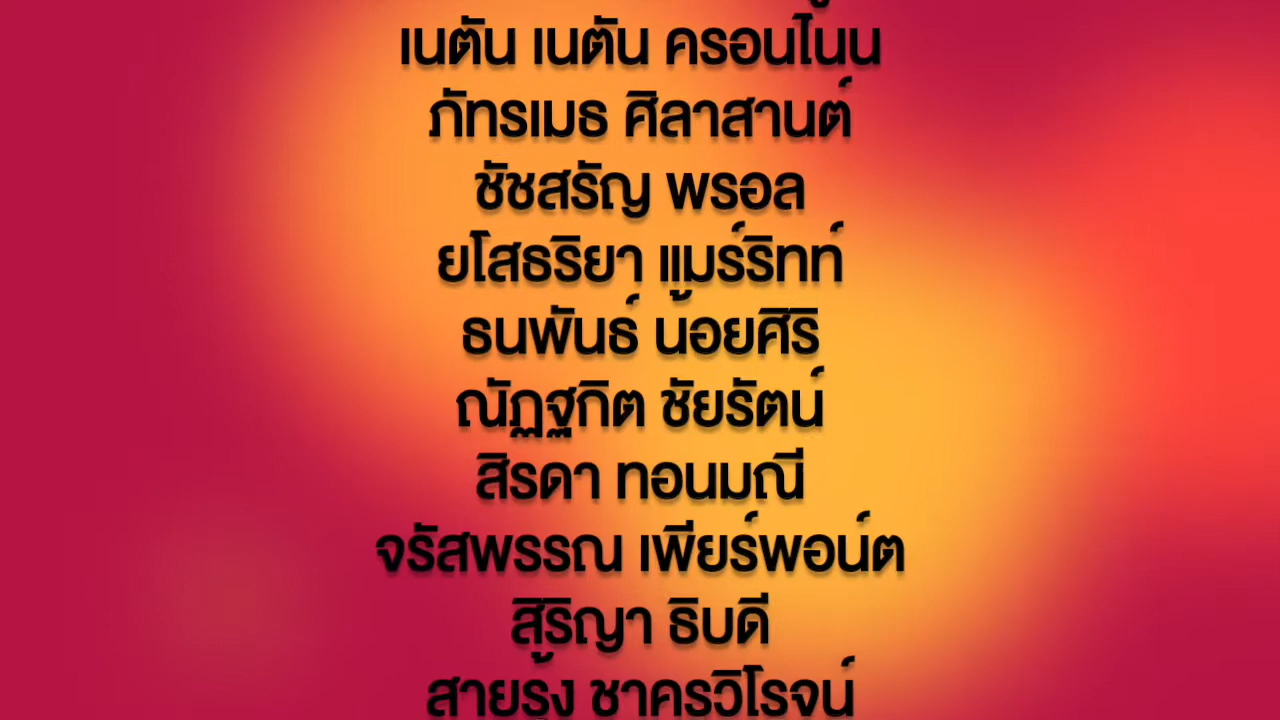 เนตัน เนตัน ครอนไนน
ภัทรเมธ ศิลาสานต์
ชัชสรัญ พรอล
ยโสธริยา แมร์ริทท์
ธนพันธ์ น้อยศิริ
ณัฏฐกิต ชัยรัตน์
สิรดา ทอนมณี
จรัสพรรณ เพียร์พอน์ต
สิริญา ธิบดี
สายรุ้ง ชาครวิโรจน์